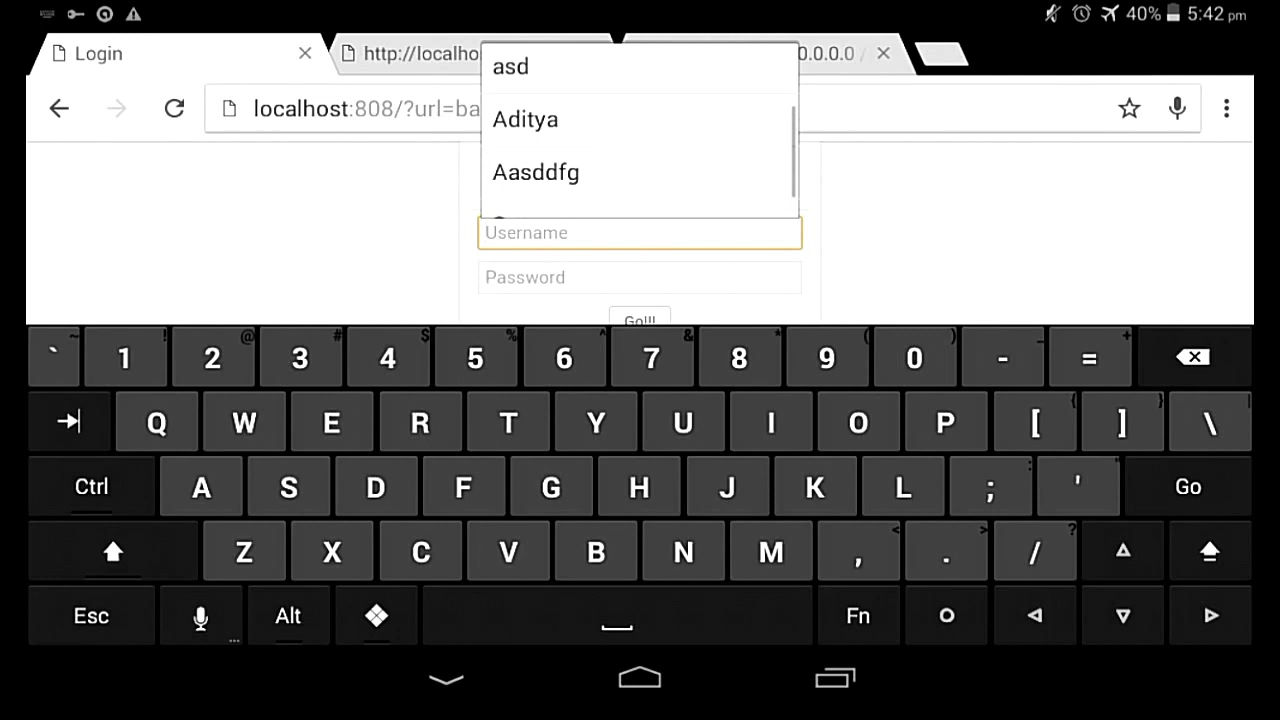 40% 5:42 pm
Login http://localho 0.0.0.0 /
localhost:808/?url=ba
asd
Aditya
Aasddfg
Username
Password
Go!!!
` ~ 1 ! 2 @ 3 # 4 $ 5 % 6 ^ 7 & 8 * 9 ( 0 ) - _ = +
Q W E R T Y U I O P [ { ] } \ |
Ctrl A S D F G H J K L ; : ' " Go
Z X C V B N M , < . > / ?
Esc ... Alt Fn